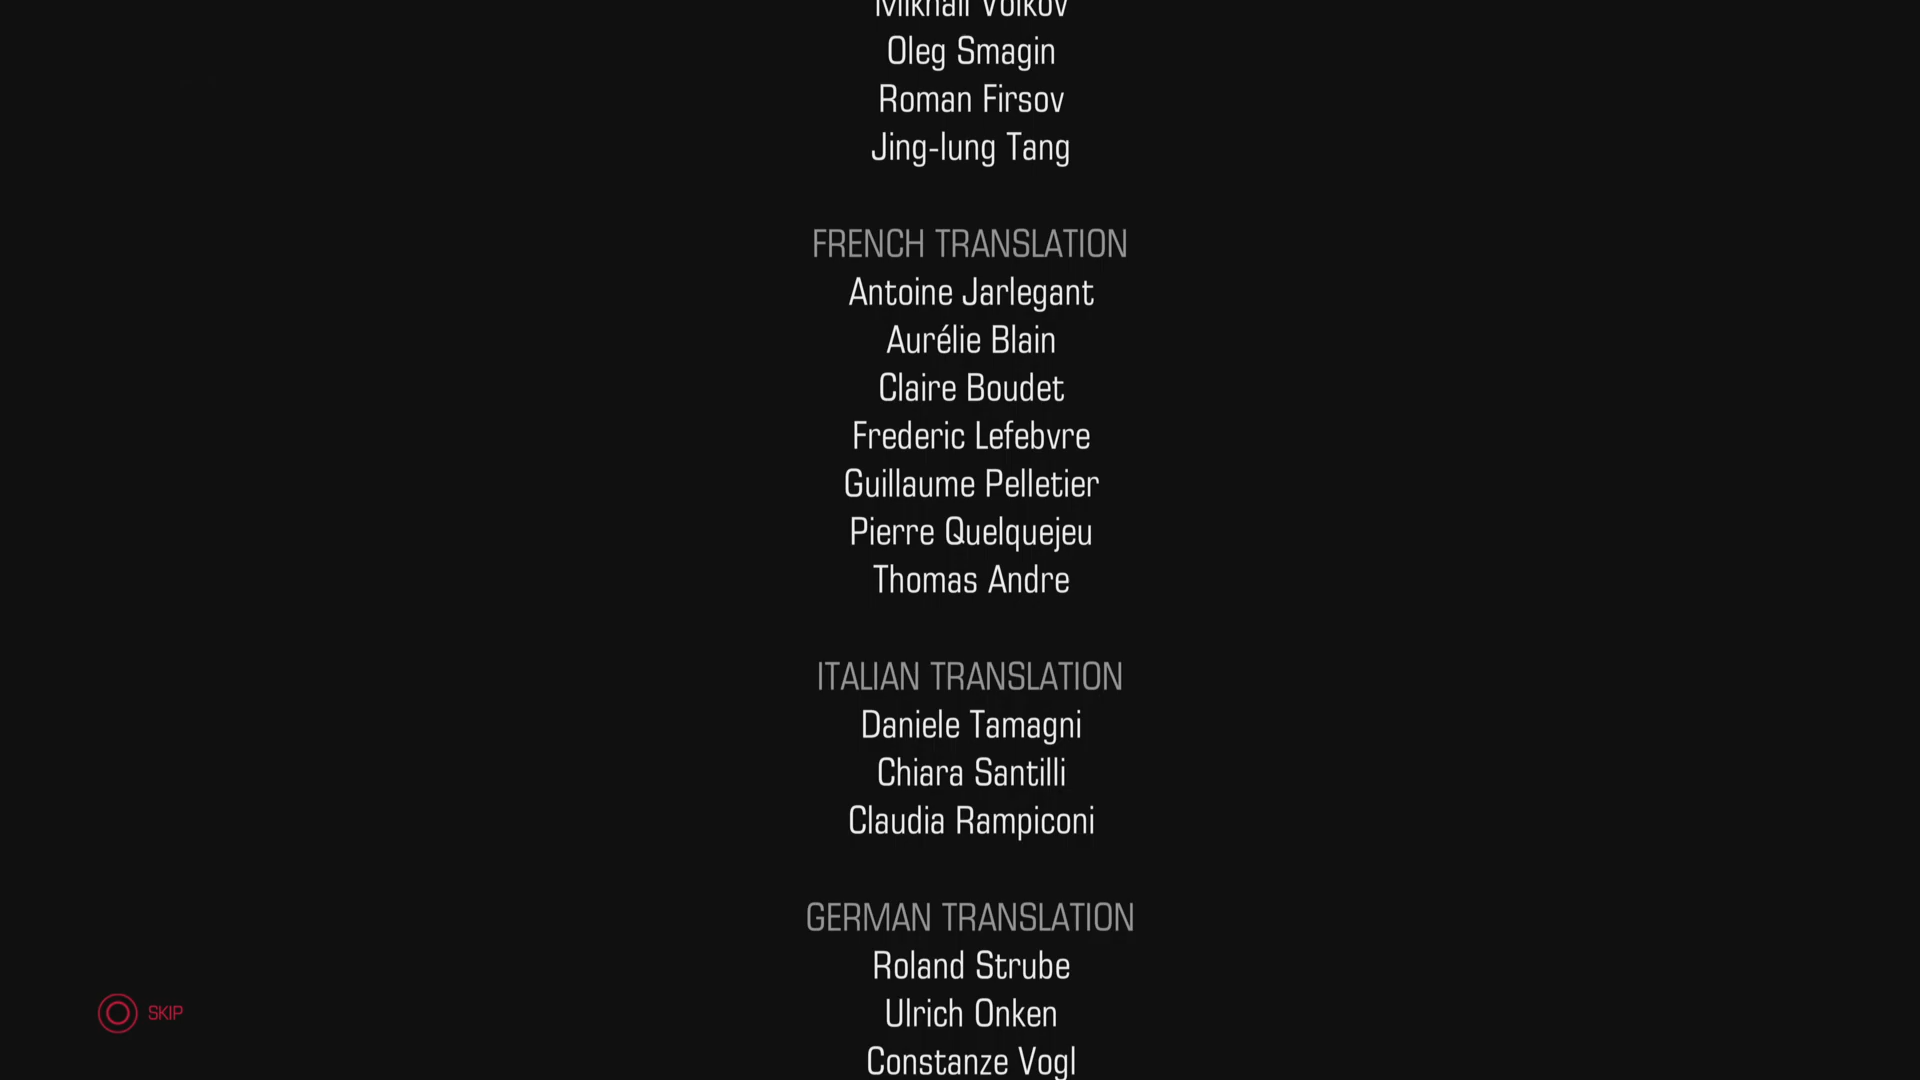 Mikhail Volkov
Oleg Smagin
Roman Firsov
Jing-lung Tang
FRENCH TRANSLATION
Antoine Jarlegant
Aurélie Blain
Claire Boudet
Frederic Lefebvre
Guillaume Pelletier
Pierre Quelquejeu
Thomas Andre
ITALIAN TRANSLATION
Daniele Tamagni
Chiara Santilli
Claudia Rampiconi
GERMAN TRANSLATION
Roland Strube
Ulrich Onken
Constanze Vogl
SKIP